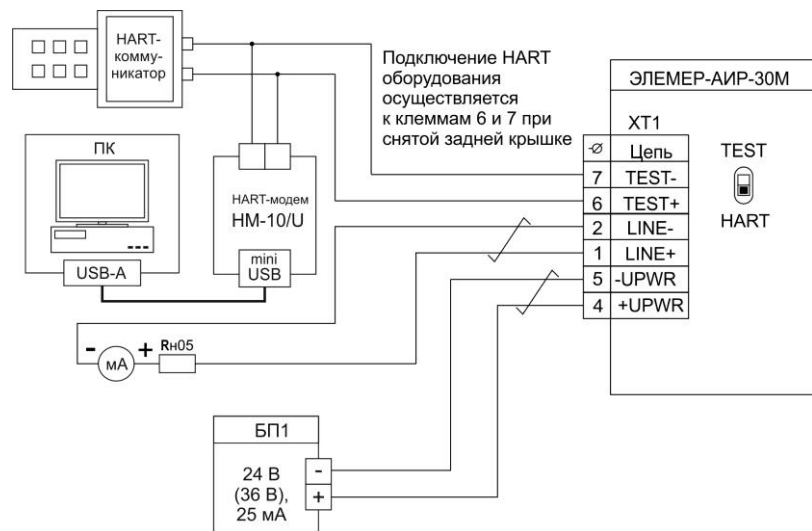 HART-
комму-
никатор
Подключение HART
оборудования
осуществляется
к клеммам 6 и 7 при
снятой задней крышке
ЭЛЕМЕР-АИР-30М
ПК
USB-A
HART-модем
НМ-10/U
mini
USB
XT1
Цепь
7 TEST-
6 TEST+
2 LINE-
1 LINE+
5 -UPWR
4 +UPWR
TEST
HART
- мА + Rн05
БП1
24 В
(36 В),
25 мА
-
+